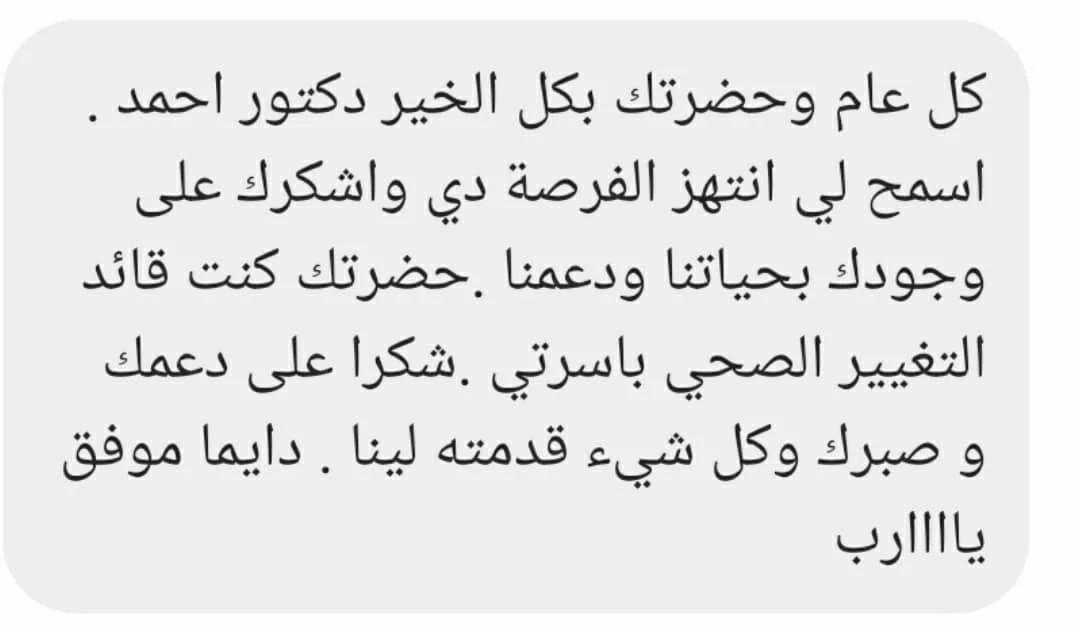 كل عام وحضرتك بكل الخير دكتور احمد .
اسمح لي انتهز الفرصة دي واشكرك على
وجودك بحياتنا ودعمنا .حضرتك كنت قائد
التغيير الصحي باسرتي .شكرا على دعمك
و صبرك وكل شيء قدمته لينا . دايما موفق
ياااارب